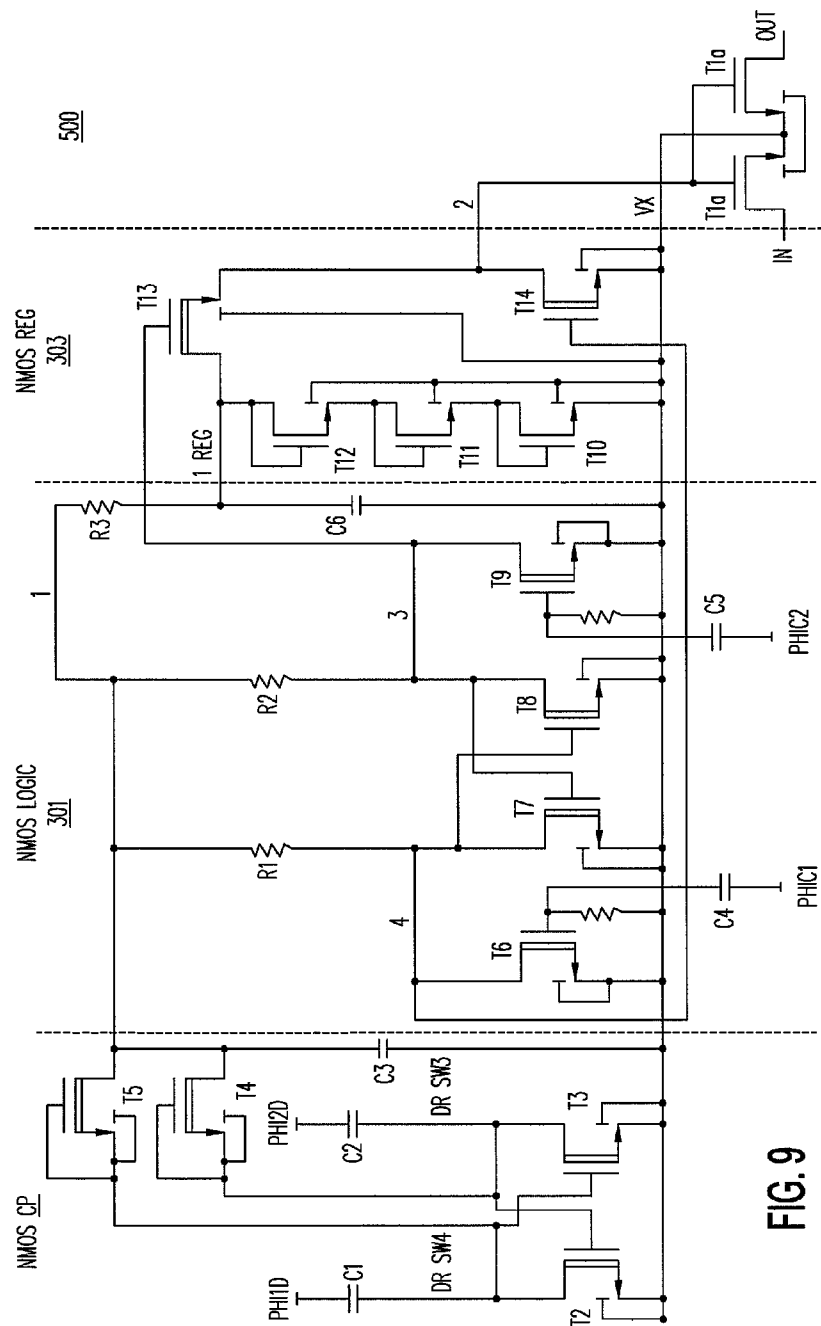 NMOS CP
NMOS LOGIC
301
NMOS REG
303
500
T5
T4
PHI1D
C1
PHI2D
C2
C3
DR SW4
DR SW3
T2
T3
R1
R2
R3
1
1 REG
4
3
T6
T7
T8
T9
C4
PHIC1
C5
PHIC2
C6
T13
T12
T11
T10
T14
2
VX
T1a
T1a
IN
OUT
FIG. 9